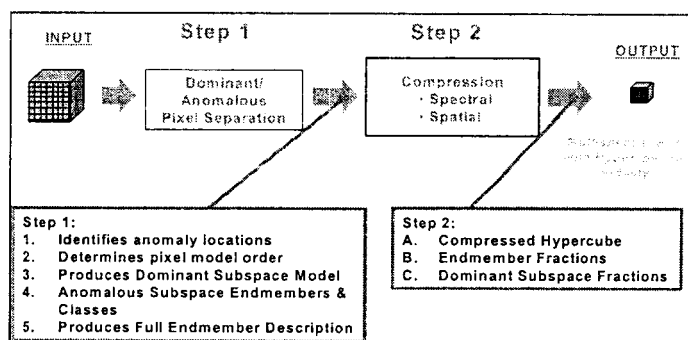 INPUT
Step 1
Step 2
OUTPUT
Dominant/
Anomalous
Pixel Separation
Compression
· Spectral
· Spatial
Step 1:
1. Identifies anomaly locations
2. Determines pixel model order
3. Produces Dominant Subspace Model
4. Anomalous Subspace Endmembers &
Classes
5. Produces Full Endmember Description
Step 2:
A. Compressed Hypercube
B. Endmember Fractions
C. Dominant Subspace Fractions